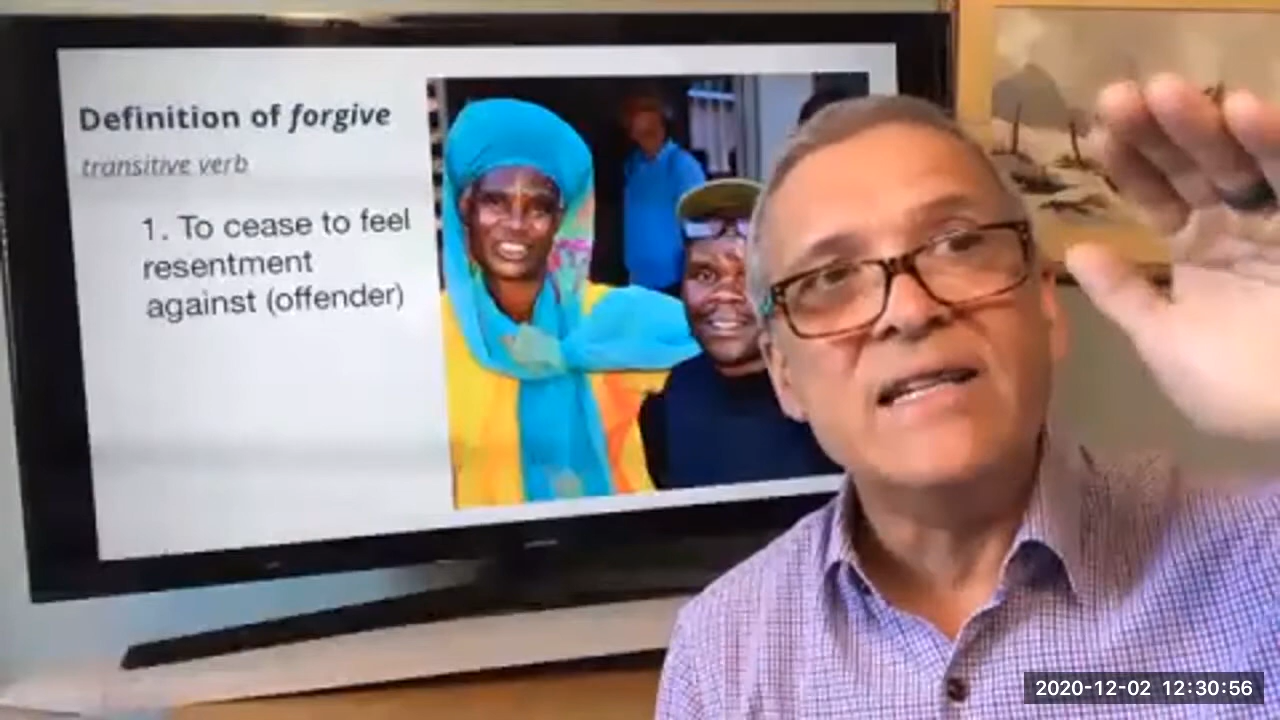 Definition of forgive
transitive verb
1. To cease to feel
resentment
against (offender)
2020-12-02 12:30:56